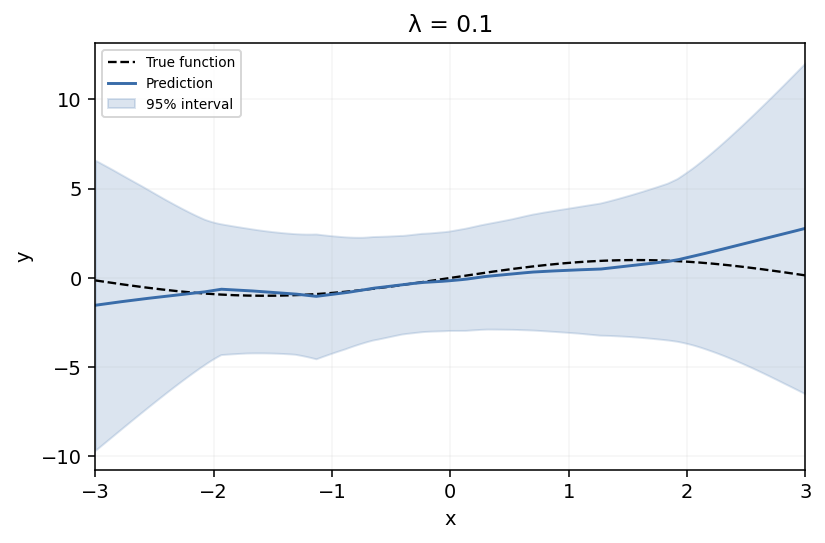 λ = 0.1
True function
Prediction
95% interval
10
5
0
−5
−10
y
−3
−2
−1
0
1
2
3
x